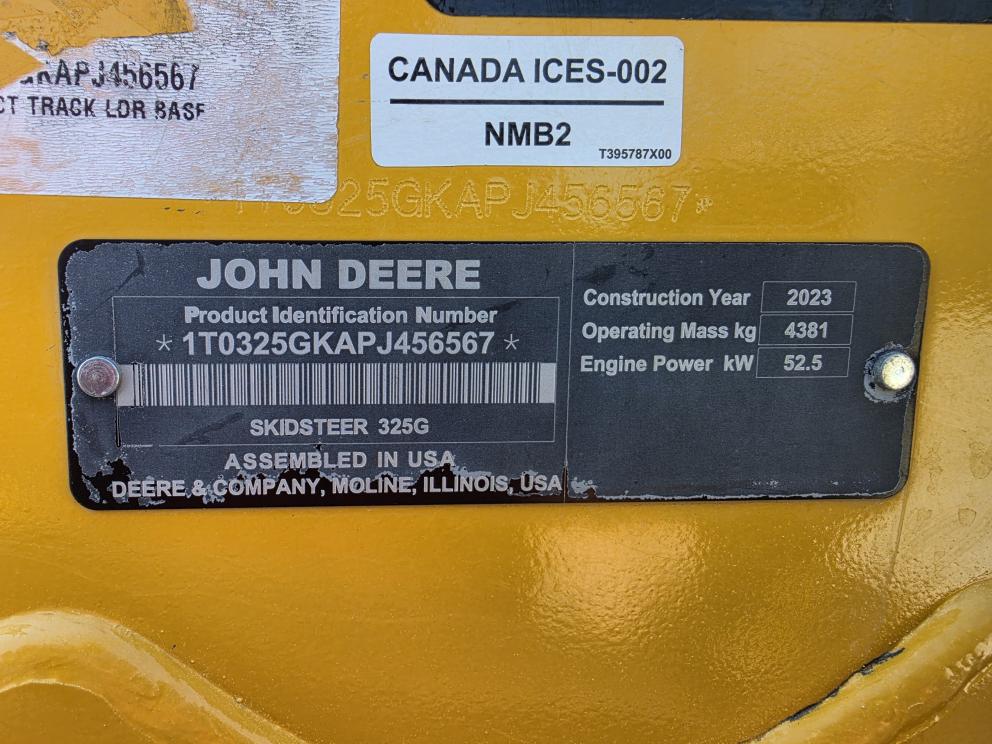 GKAPJ456567
CT TRACK LDR BASE
CANADA ICES-002
NMB2
T395787X00
1T0325GKAPJ456567*
JOHN DEERE
Product Identification Number
* 1T0325GKAPJ456567 *
SKIDSTEER 325G
ASSEMBLED IN USA
DEERE & COMPANY, MOLINE, ILLINOIS, USA
Construction Year 2023
Operating Mass kg 4381
Engine Power kW 52.5